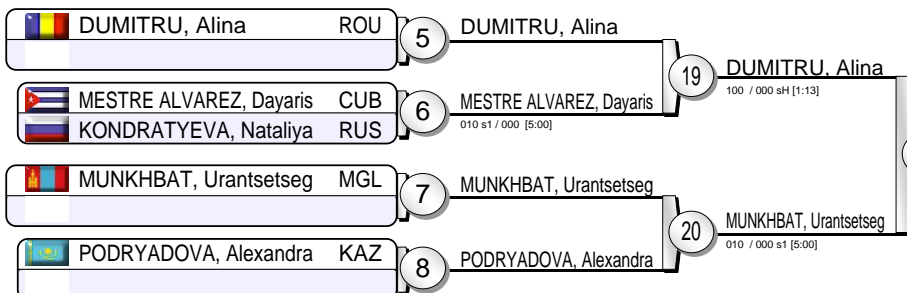 DUMITRU, Alina ROU
5
DUMITRU, Alina
MESTRE ALVAREZ, Dayaris CUB
KONDRATYEVA, Nataliya RUS
6
MESTRE ALVAREZ, Dayaris
010 s1 / 000 [5:00]
19
DUMITRU, Alina
100 / 000 sH [1:13]
MUNKHBAT, Urantsetseg MGL
7
MUNKHBAT, Urantsetseg
PODRYADOVA, Alexandra KAZ
8
PODRYADOVA, Alexandra
20
MUNKHBAT, Urantsetseg
010 / 000 s1 [5:00]